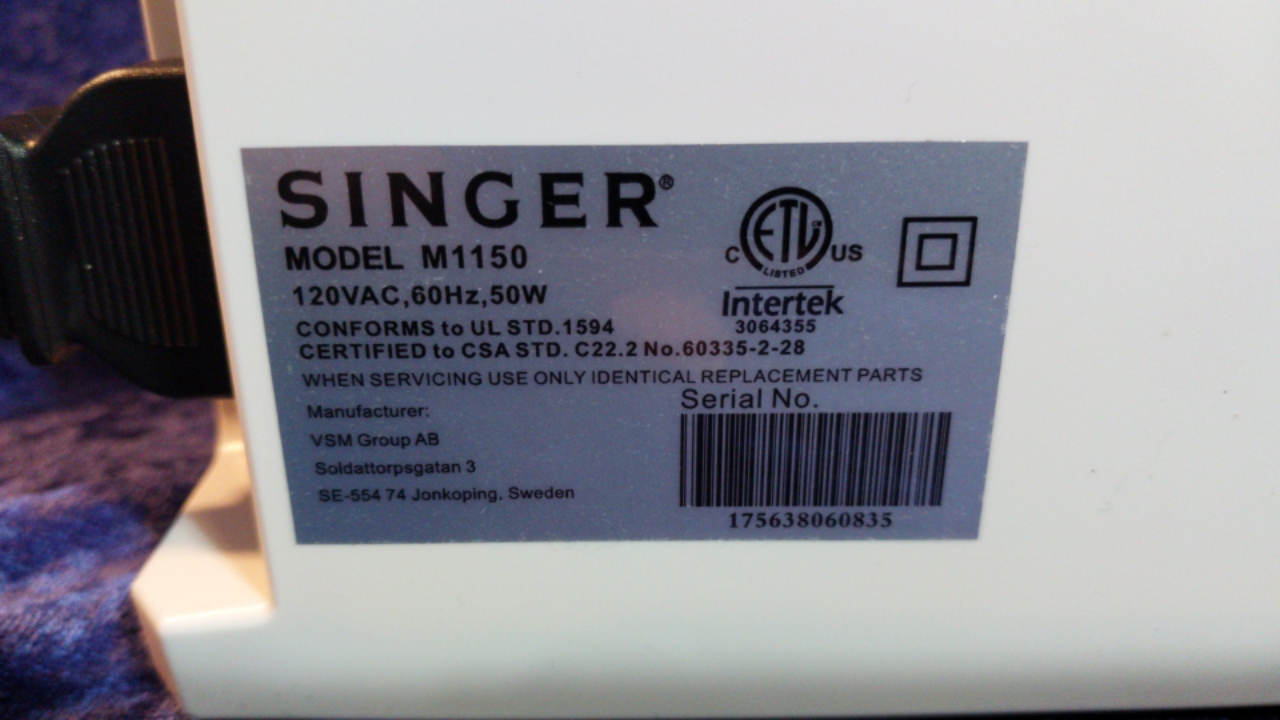 SINGER®
MODEL M1150
120VAC,60Hz,50W
CONFORMS to UL STD.1594
CERTIFIED to CSA STD. C22.2 No.60335-2-28
WHEN SERVICING USE ONLY IDENTICAL REPLACEMENT PARTS
Manufacturer:
VSM Group AB
Soldattorpsgatan 3
SE-554 74 Jonkoping, Sweden
C ETL US
LISTED
Intertek
3064355
Serial No.
175638060835